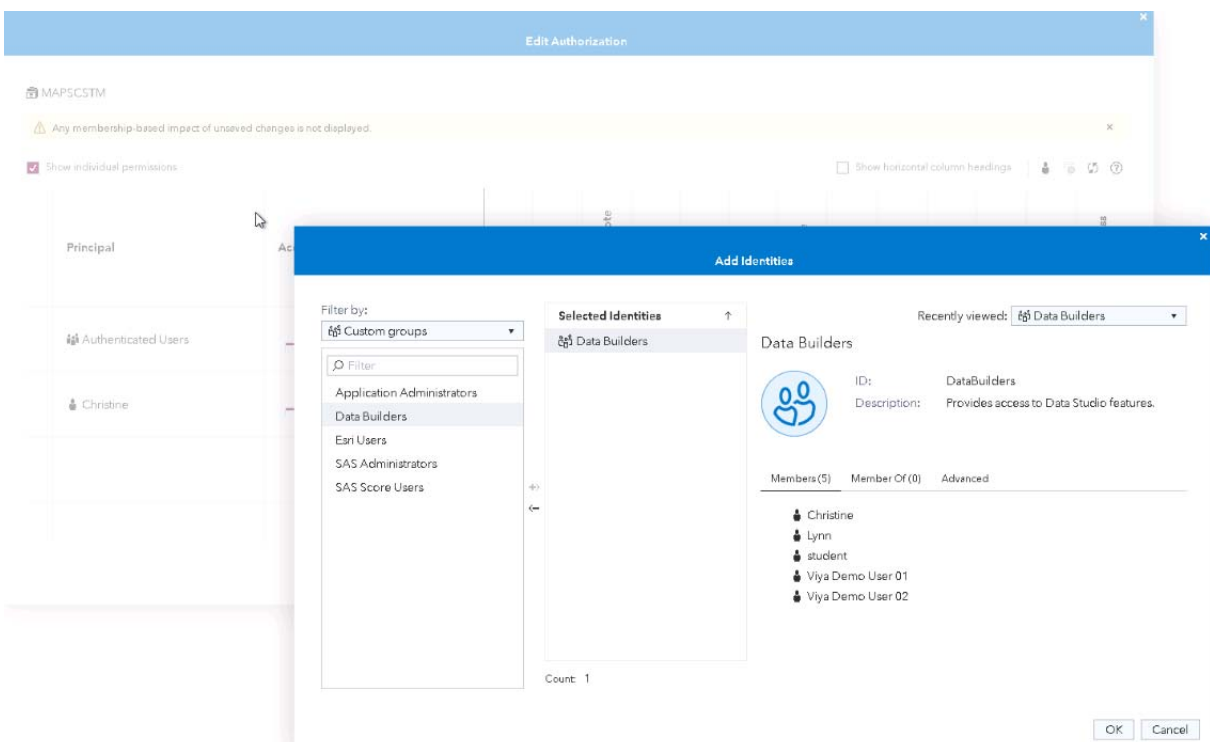 Edit Authorization
MAPSCSTM
Any membership-based impact of unsaved changes is not displayed.
Show individual permissions
Show horizontal column headings
Principal
Authenticated Users
Christine
Add Identities
Filter by:
Custom groups
Filter
Application Administrators
Data Builders
Esri Users
SAS Administrators
SAS Score Users
Selected Identities
Data Builders
Count: 1
Recently viewed: Data Builders
Data Builders
ID: DataBuilders
Description: Provides access to Data Studio features.
Members (5) Member Of (0) Advanced
Christine
Lynn
student
Viya Demo User 01
Viya Demo User 02
OK Cancel